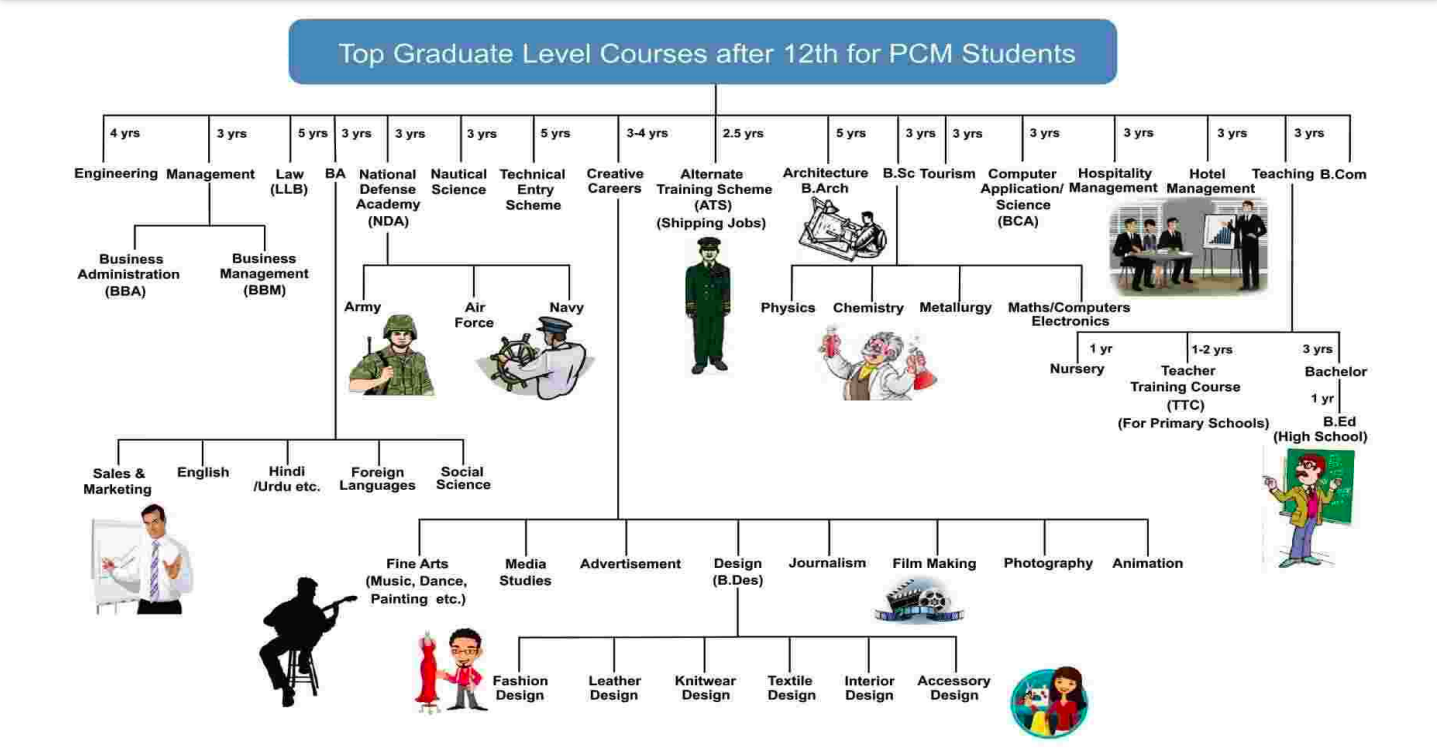 Top Graduate Level Courses after 12th for PCM Students
4 yrs
3 yrs
5 yrs
3 yrs
3 yrs
3 yrs
5 yrs
3-4 yrs
2.5 yrs
5 yrs
3 yrs
3 yrs
3 yrs
3 yrs
3 yrs
3 yrs
Engineering
Management
Law
(LLB)
BA
National
Defense
Academy
(NDA)
Nautical
Science
Technical
Entry
Scheme
Creative
Careers
Alternate
Training Scheme
(ATS)
(Shipping Jobs)
Architecture
B.Arch
B.Sc
Tourism
Computer
Application/
Science
(BCA)
Hospitality
Management
Hotel
Management
Teaching
B.Com
Business
Administration
(BBA)
Business
Management
(BBM)
Army
Air
Force
Navy
Physics
Chemistry
Metallurgy
Maths/Computers
Electronics
1 yr
Nursery
1-2 yrs
Teacher
Training Course
(TTC)
(For Primary Schools)
3 yrs
Bachelor
1 yr
B.Ed
(High School)
Sales &
Marketing
English
Hindi
/Urdu etc.
Foreign
Languages
Social
Science
Fine Arts
(Music, Dance,
Painting etc.)
Media
Studies
Advertisement
Design
(B.Des)
Journalism
Film Making
Photography
Animation
Fashion
Design
Leather
Design
Knitwear
Design
Textile
Design
Interior
Design
Accessory
Design